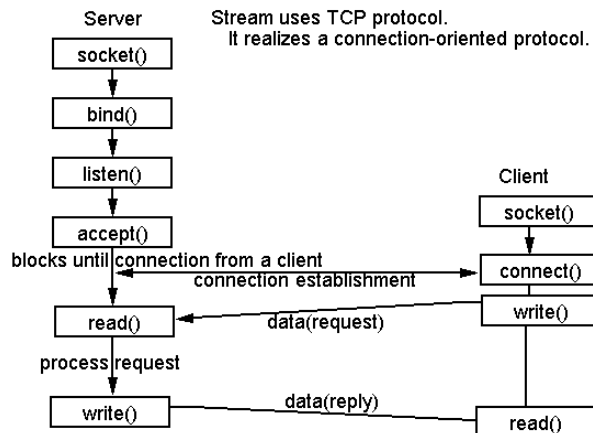 Server
Stream uses TCP protocol.
It realizes a connection-oriented protocol.
socket()
bind()
listen()
accept()
blocks until connection from a client
connection establishment
Client
socket()
connect()
write()
data(request)
read()
process request
write()
data(reply)
read()